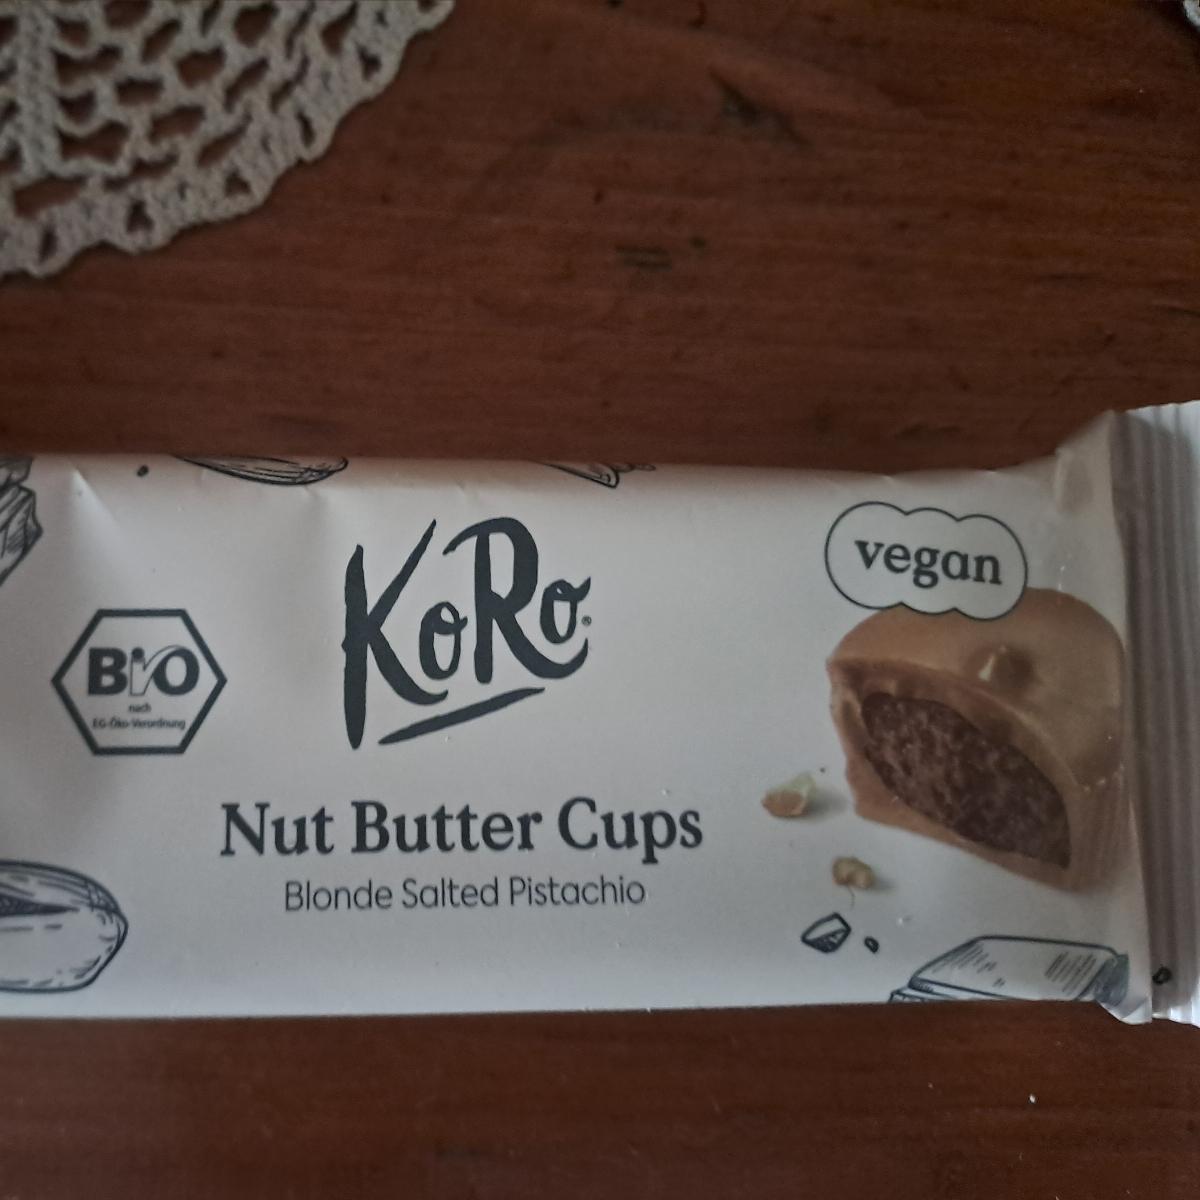 KoRo
vegan
BIO
nach
EG-Öko-Verordnung
Nut Butter Cups
Blonde Salted Pistachio